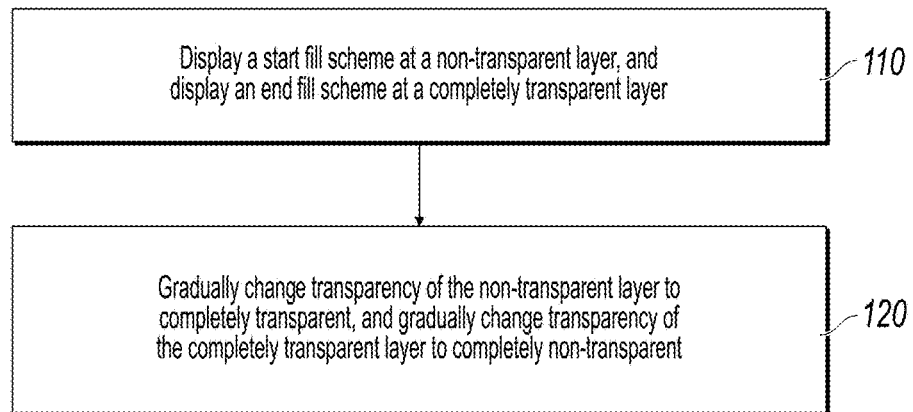 Display a start fill scheme at a non-transparent layer, and
display an end fill scheme at a completely transparent layer
110
Gradually change transparency of the non-transparent layer to
completely transparent, and gradually change transparency of
the completely transparent layer to completely non-transparent
120